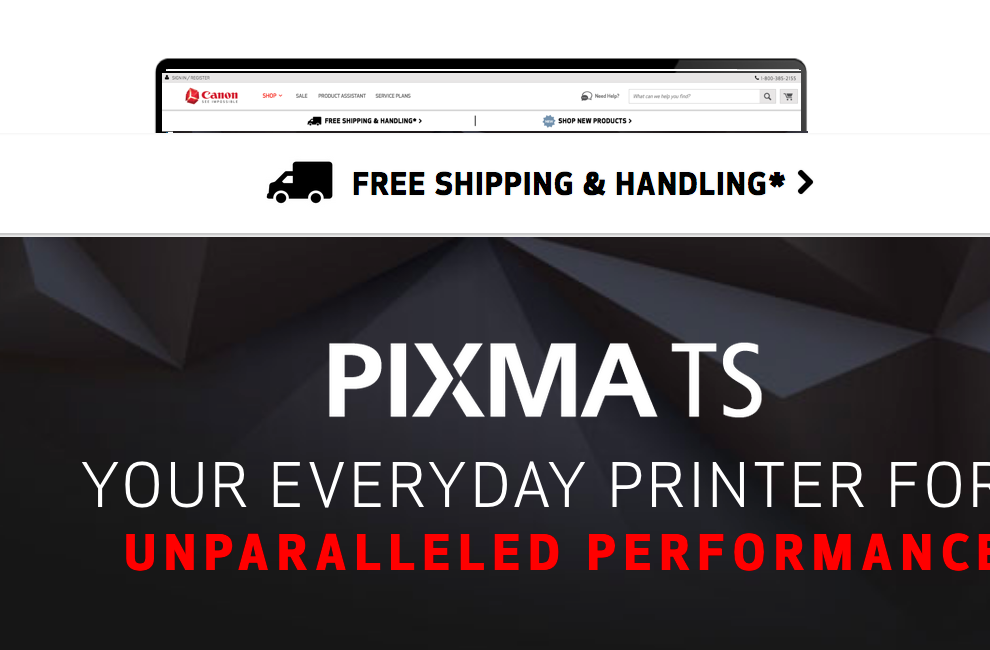 SIGN IN / REGISTER
1-800-385-2155
Canon
SEE IMPOSSIBLE
SHOP SALE PRODUCT ASSISTANT SERVICE PLANS
Need Help?
What can we help you find?
FREE SHIPPING & HANDLING* > | SHOP NEW PRODUCTS >
FREE SHIPPING & HANDLING* >
PIXMA TS
YOUR EVERYDAY PRINTER FOR
UNPARALLELED PERFORMANCE